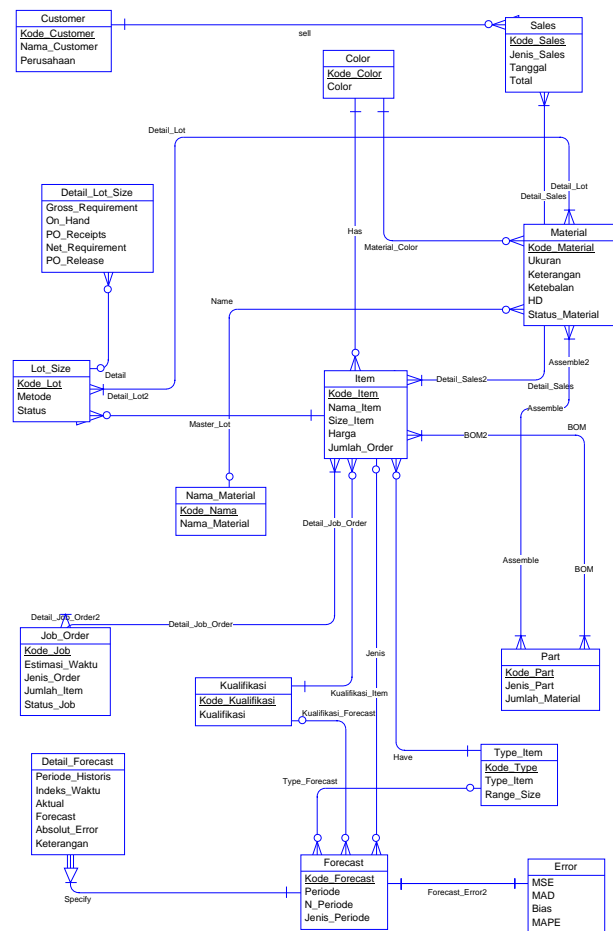 Customer
Kode_Customer
Nama_Customer
Perusahaan
sell
Sales
Kode_Sales
Jenis_Sales
Tanggal
Total
Color
Kode_Color
Color
Detail_Lot
Detail_Lot
Detail_Sales
Detail_Lot_Size
Gross_Requirement
On_Hand
PO_Receipts
Net_Requirement
PO_Release
Has
Material_Color
Material
Kode_Material
Ukuran
Keterangan
Ketebalan
HD
Status_Material
Name
Lot_Size
Kode_Lot
Metode
Status
Detail
Detail_Lot2
Master_Lot
Item
Kode_Item
Nama_Item
Size_Item
Harga
Jumlah_Order
Detail_Sales2
Detail_Sales
Assemble2
Assemble
BOM2
BOM
Nama_Material
Kode_Nama
Nama_Material
Detail_Job_Order
Assemble
BOM
Detail_Job_Order2
Detail_Job_Order
Job_Order
Kode_Job
Estimasi_Waktu
Jenis_Order
Jumlah_Item
Status_Job
Jenis
Part
Kode_Part
Jenis_Part
Jumlah_Material
Kualifikasi
Kode_Kualifikasi
Kualifikasi
Kualifikasi_Item
Kualifikasi_Forecast
Have
Type_Item
Kode_Type
Type_Item
Range_Size
Type_Forecast
Detail_Forecast
Periode_Historis
Indeks_Waktu
Aktual
Forecast
Absolut_Error
Keterangan
Specify
Forecast
Kode_Forecast
Periode
N_Periode
Jenis_Periode
Forecast_Error2
Error
MSE
MAD
Bias
MAPE